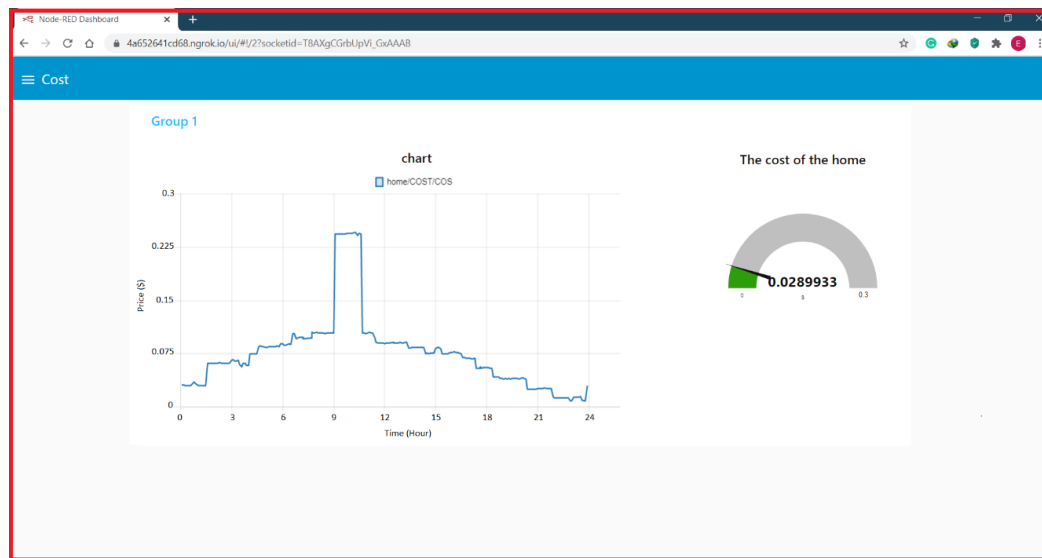 Node-RED Dashboard
4a652641cd68.ngrok.io/ui/#!/2?socketid=T8AXgCGrbUpVi_GxAAAB
E
Cost
Group 1
chart
home/COST/COS
0.3
0.225
0.15
0.075
0
Price ($)
0 3 6 9 12 15 18 21 24
Time (Hour)
The cost of the home
0.0289933
0 0.3